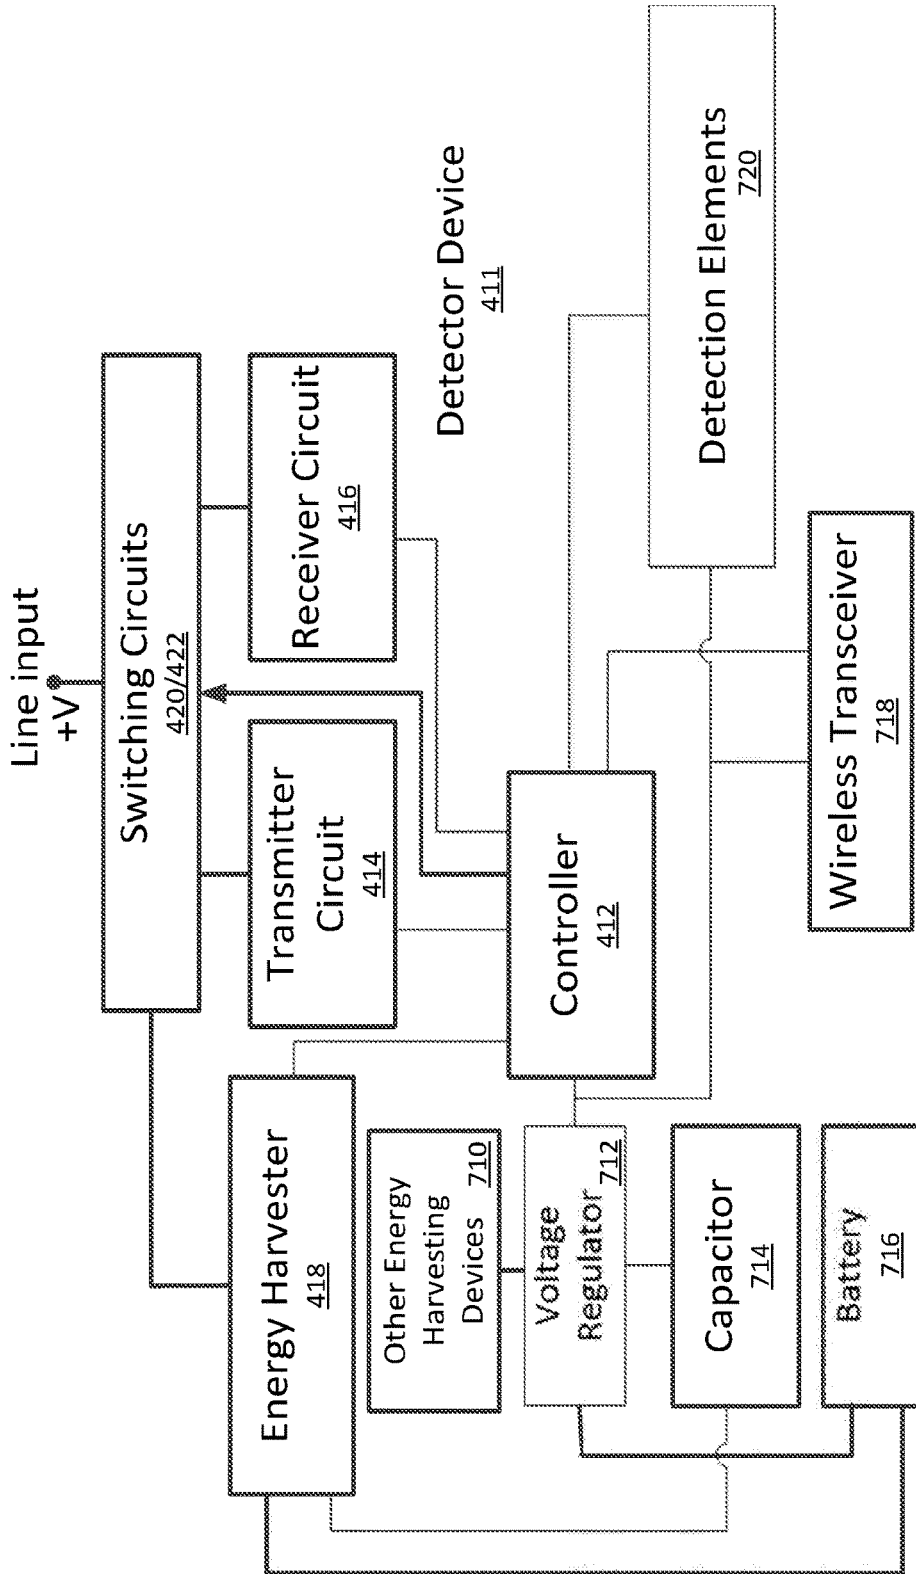 Line input
+V
Switching Circuits
420/422
Energy Harvester
418
Transmitter
Circuit
414
Receiver Circuit
416
Other Energy
Harvesting
Devices
710
Detector Device
411
Voltage
Regulator
712
Controller
412
Capacitor
714
Detection Elements
720
Battery
716
Wireless Transceiver
718